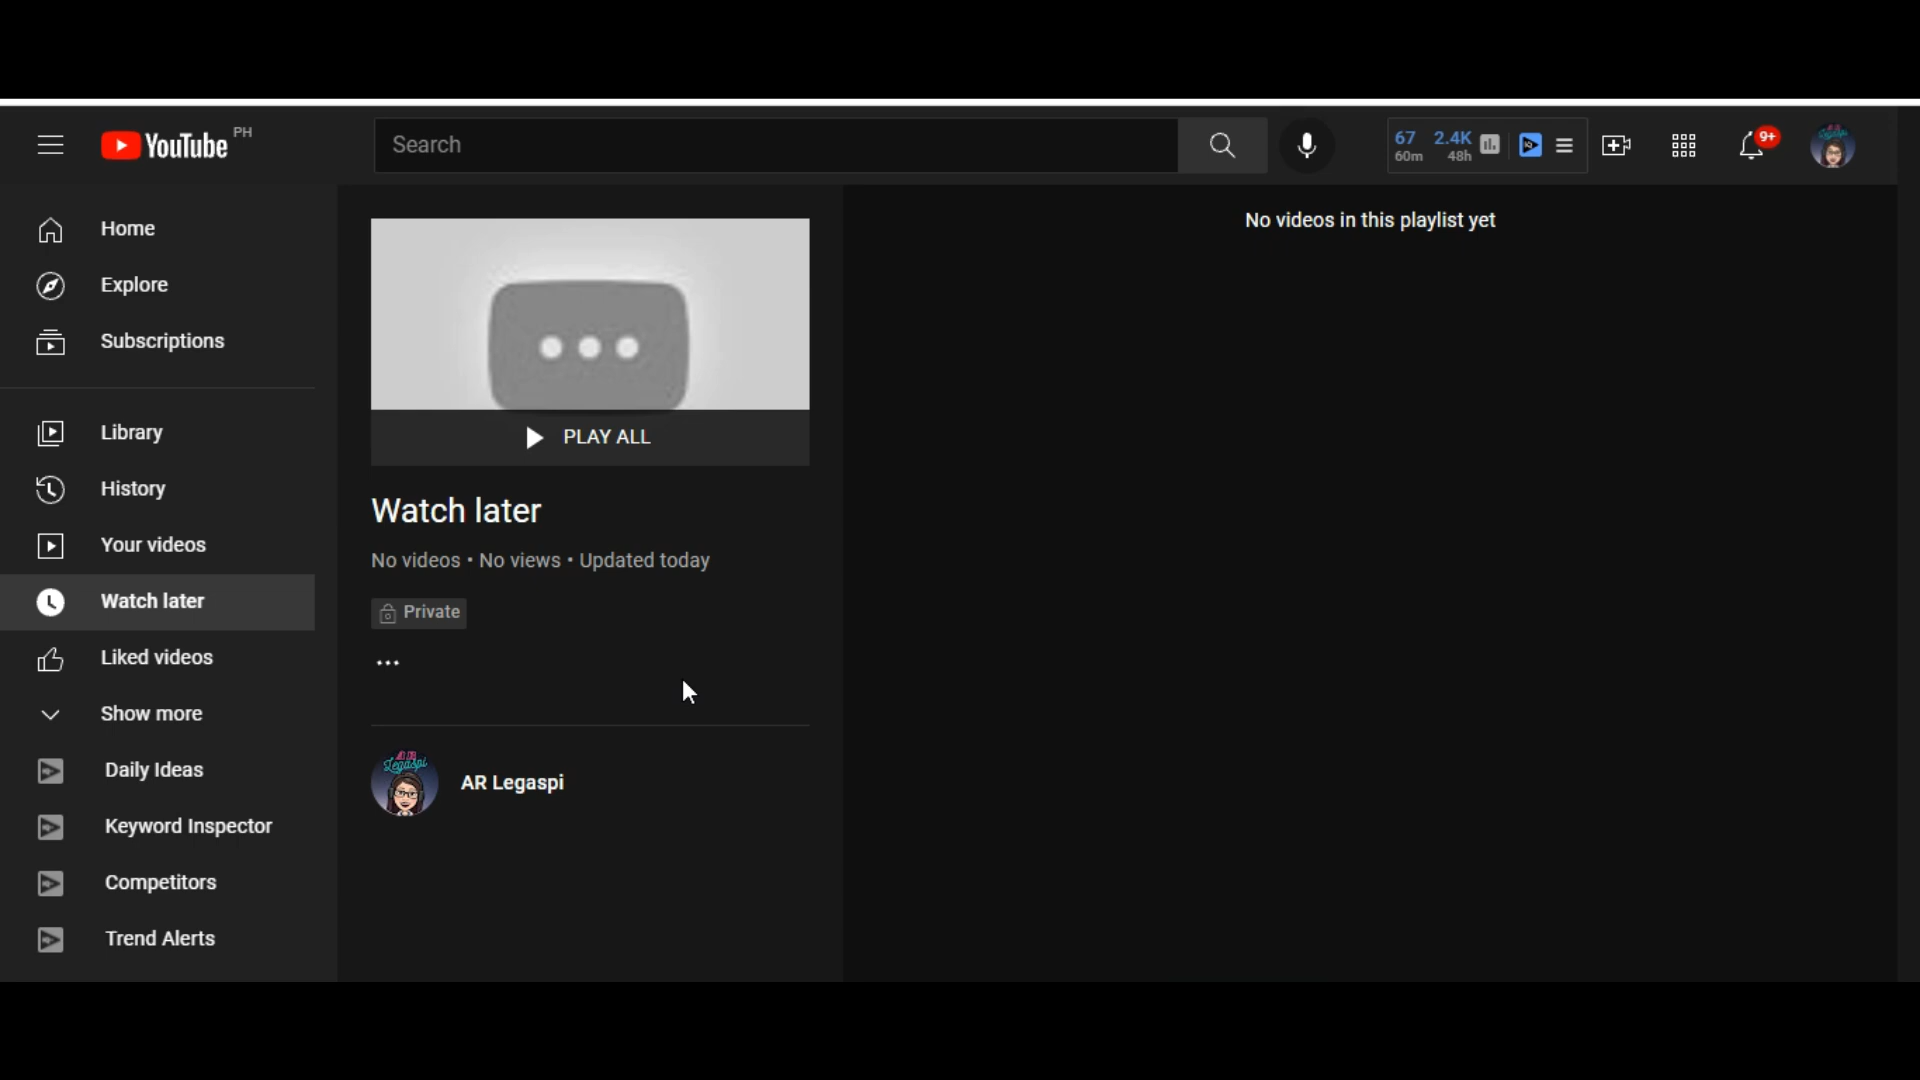 YouTube PH
Search
67 2.4K
60m 48h
9+
Home
Explore
Subscriptions
Library
History
Your videos
Watch later
Liked videos
Show more
Daily Ideas
Keyword Inspector
Competitors
Trend Alerts
PLAY ALL
Watch later
No videos • No views • Updated today
Private
Legaspi
AR Legaspi
No videos in this playlist yet